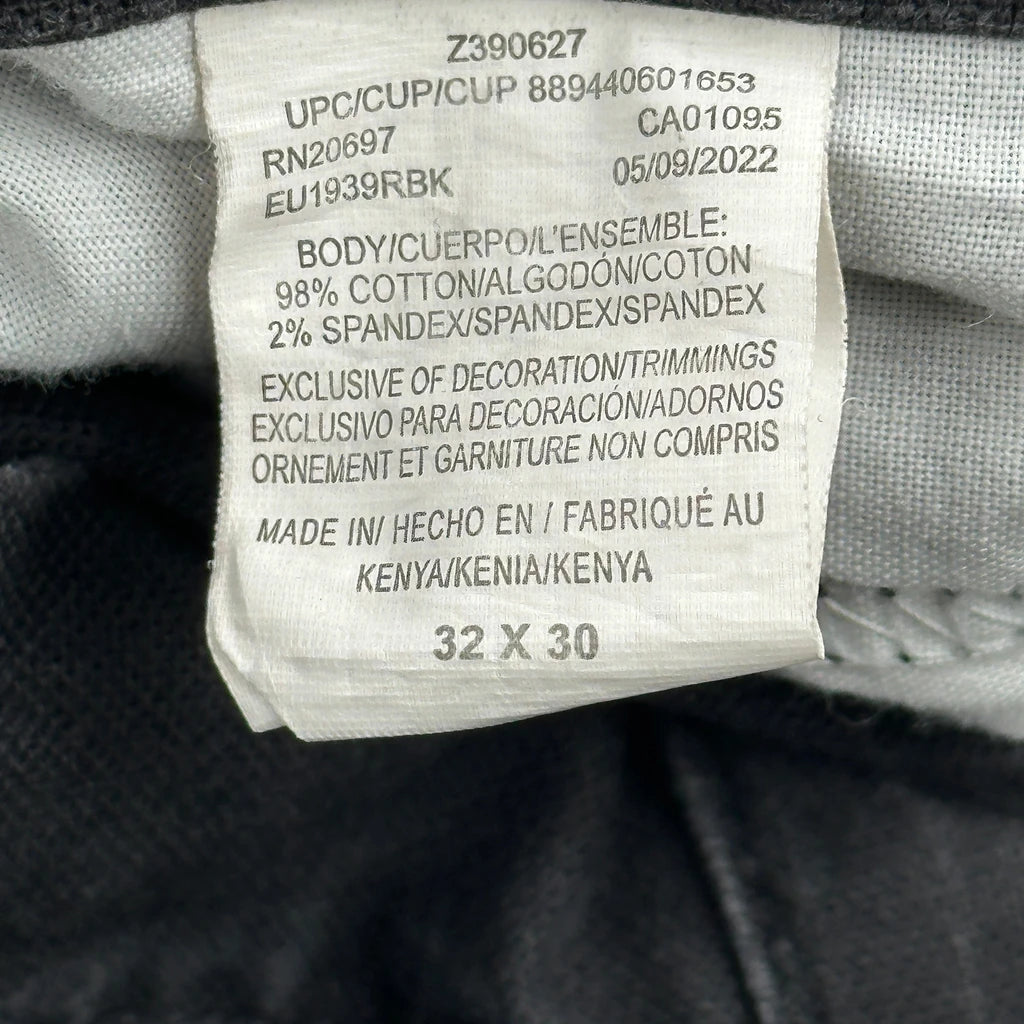 Z390627
UPC/CUP/CUP 889440601653
RN20697 CA01095
EU1939RBK 05/09/2022
BODY/CUERPO/L'ENSEMBLE:
98% COTTON/ALGODÓN/COTON
2% SPANDEX/SPANDEX/SPANDEX
EXCLUSIVE OF DECORATION/TRIMMINGS
EXCLUSIVO PARA DECORACIÓN/ADORNOS
ORNEMENT ET GARNITURE NON COMPRIS
MADE IN/ HECHO EN / FABRIQUÉ AU
KENYA/KENIA/KENYA
32 X 30